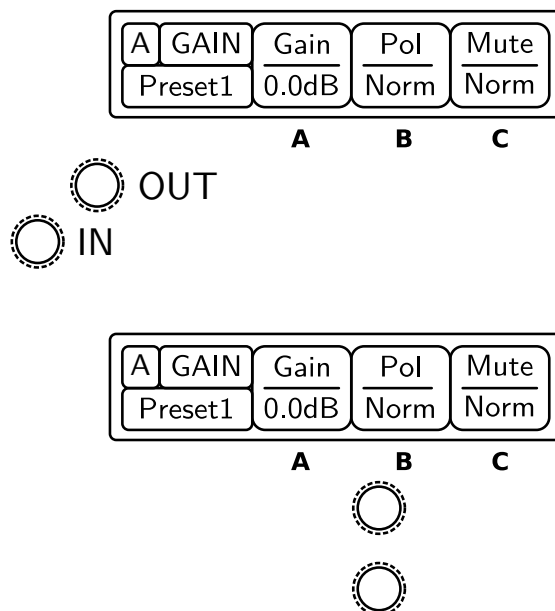 A GAIN Gain Pol Mute
Preset1 0.0dB Norm Norm
A B C
OUT
IN
A GAIN Gain Pol Mute
Preset1 0.0dB Norm Norm
A B C